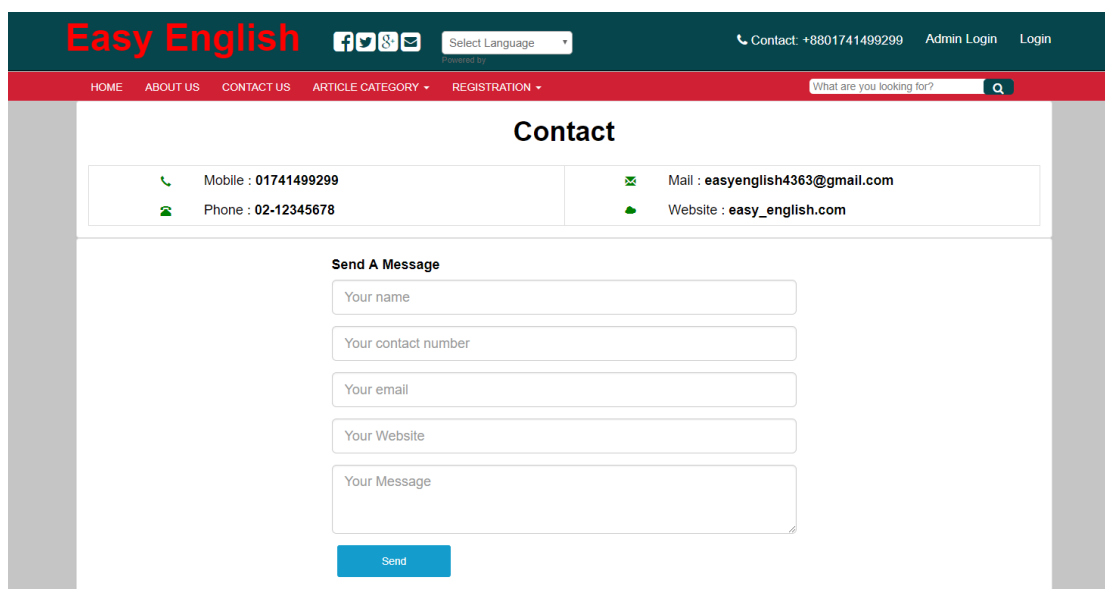 Easy English
Select Language
Powered by
Contact: +8801741499299 Admin Login Login
HOME ABOUT US CONTACT US ARTICLE CATEGORY REGISTRATION What are you looking for?
Contact
Mobile : 01741499299 Mail : easyenglish4363@gmail.com
Phone : 02-12345678 Website : easy_english.com
Send A Message
Your name
Your contact number
Your email
Your Website
Your Message
Send